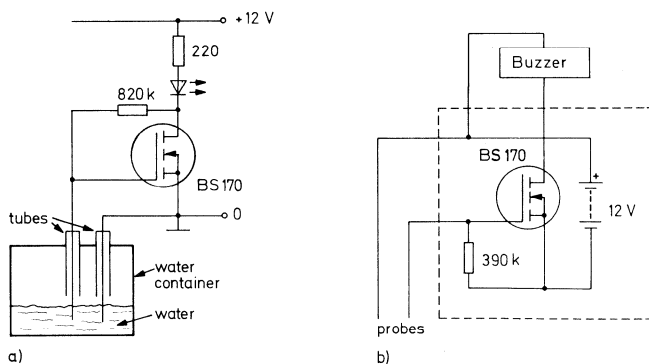 + 12 V
220
820 k
BS 170
tubes
0
water
container
water
a)
Buzzer
BS 170
+
12 V
390 k
probes
b)